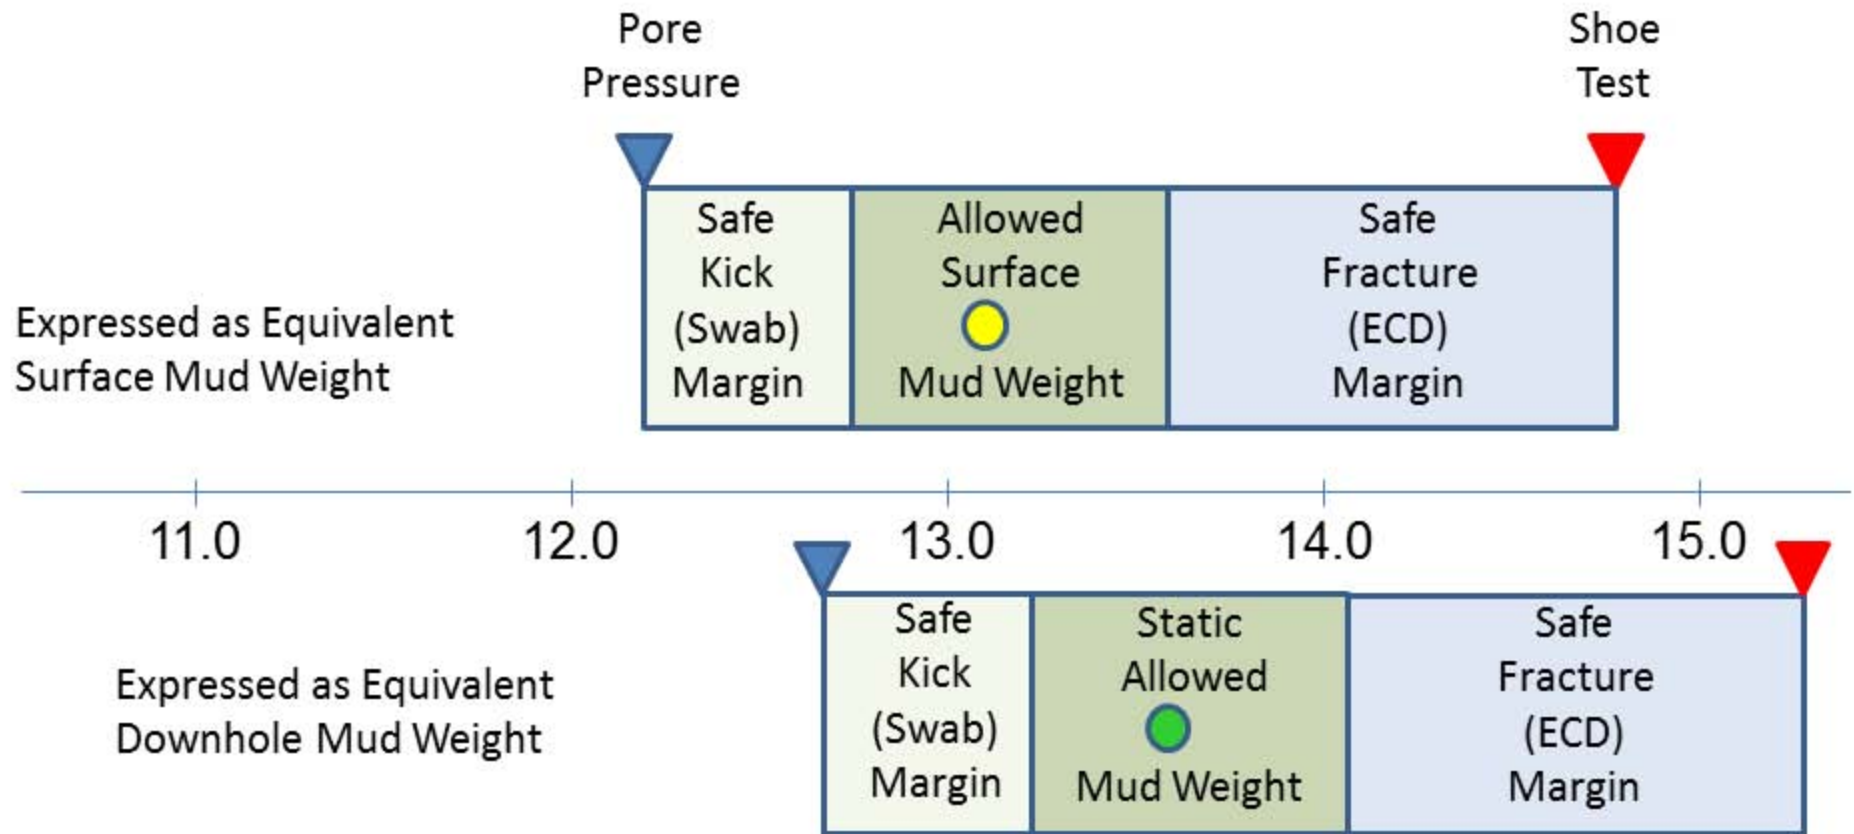 Pore
Pressure
Shoe
Test
Safe
Kick
(Swab)
Margin
Allowed
Surface
Mud Weight
Safe
Fracture
(ECD)
Margin
Expressed as Equivalent
Surface Mud Weight
11.0
12.0
13.0
14.0
15.0
Safe
Kick
(Swab)
Margin
Static
Allowed
Mud Weight
Safe
Fracture
(ECD)
Margin
Expressed as Equivalent
Downhole Mud Weight